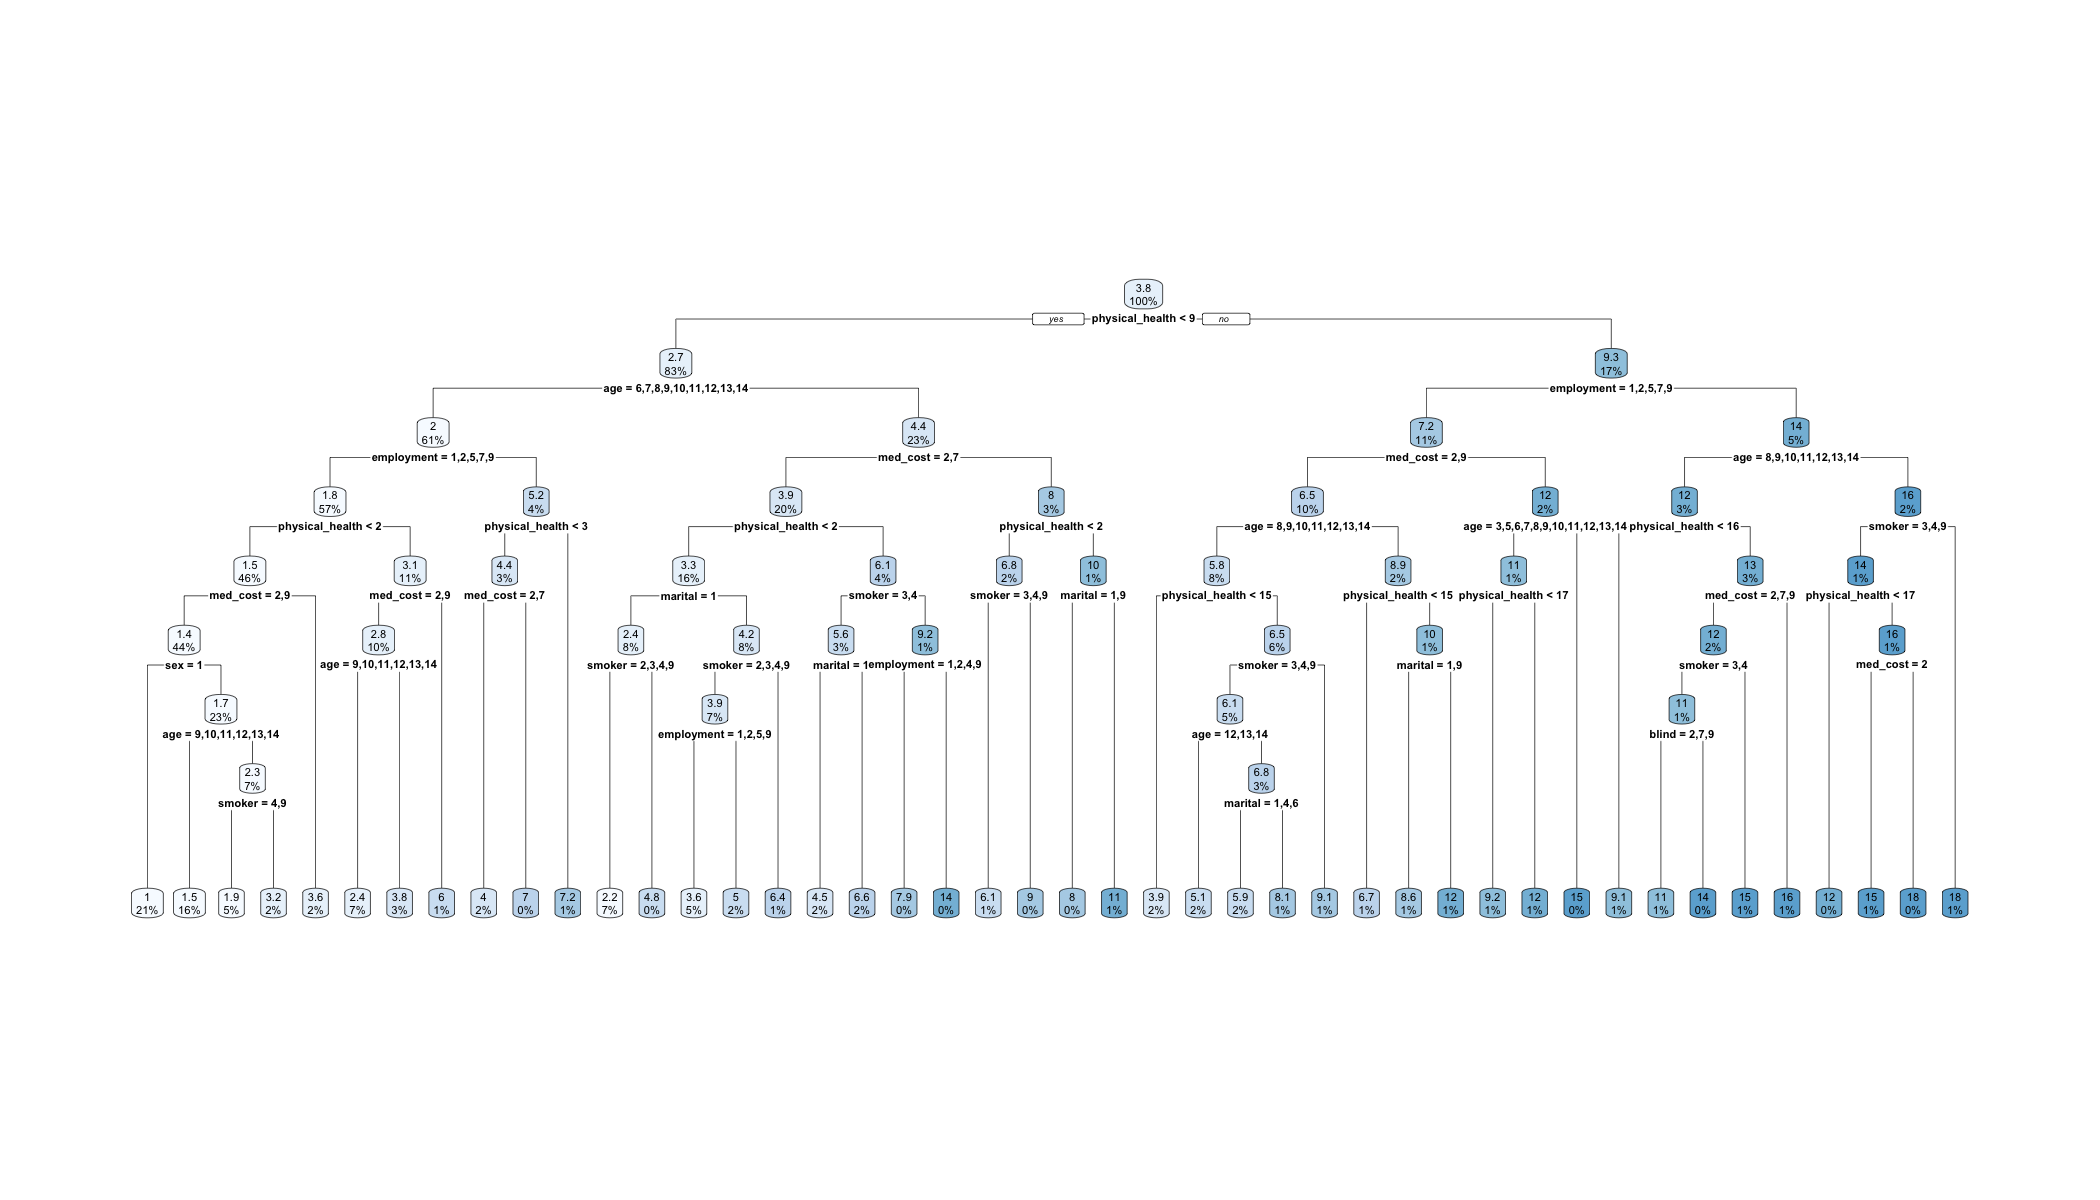 3.8
100%
yes physical_health < 9 no
2.7 9.3
83% 17%
age = 6,7,8,9,10,11,12,13,14 employment = 1,2,5,7,9
2 4.4 7.2 14
61% 23% 11% 5%
employment = 1,2,5,7,9 med_cost = 2,7 med_cost = 2,9 age = 8,9,10,11,12,13,14
1.8 5.2 3.9 8 6.5 12 12 16
57% 4% 20% 3% 10% 2% 3% 2%
physical_health < 2 physical_health < 3 physical_health < 2 physical_health < 2 age = 8,9,10,11,12,13,14 age = 3,5,6,7,8,9,10,11,12,13,14 physical_health < 16 smoker = 3,4,9
1.5 3.1 4.4 3.3 6.1 6.8 10 5.8 8.9 11 13 14
46% 11% 3% 16% 4% 2% 1% 8% 2% 1% 3% 1%
med_cost = 2,9 med_cost = 2,9 med_cost = 2,7 marital = 1 smoker = 3,4 smoker = 3,4,9 marital = 1,9 physical_health < 15 physical_health < 15 physical_health < 17 med_cost = 2,7,9 physical_health < 17
1.4 2.8 2.4 4.2 5.6 9.2 6.5 10 12 16
44% 10% 8% 8% 3% 1% 6% 1% 2% 1%
sex = 1 age = 9,10,11,12,13,14 smoker = 2,3,4,9 smoker = 2,3,4,9 marital = 1 employment = 1,2,4,9 smoker = 3,4,9 marital = 1,9 smoker = 3,4 med_cost = 2
1.7 3.9 6.1 11
23% 7% 5% 1%
age = 9,10,11,12,13,14 employment = 1,2,5,9 age = 12,13,14 blind = 2,7,9
2.3 6.8
7% 3%
smoker = 4,9 marital = 1,4,6
1 1.5 1.9 3.2 3.6 2.4 3.8 6 4 7 7.2 2.2 4.8 3.6 5 6.4 4.5 6.6 7.9 14 6.1 9 8 11 3.9 5.1 5.9 8.1 9.1 6.7 8.6 12 9.2 12 15 9.1 11 14 15 16 12 15 18 18
21% 16% 5% 2% 2% 7% 3% 1% 2% 0% 1% 7% 0% 5% 2% 1% 2% 2% 0% 0% 1% 0% 0% 1% 2% 2% 2% 1% 1% 1% 1% 1% 1% 1% 0% 1% 1% 0% 1% 1% 0% 1% 0% 1%